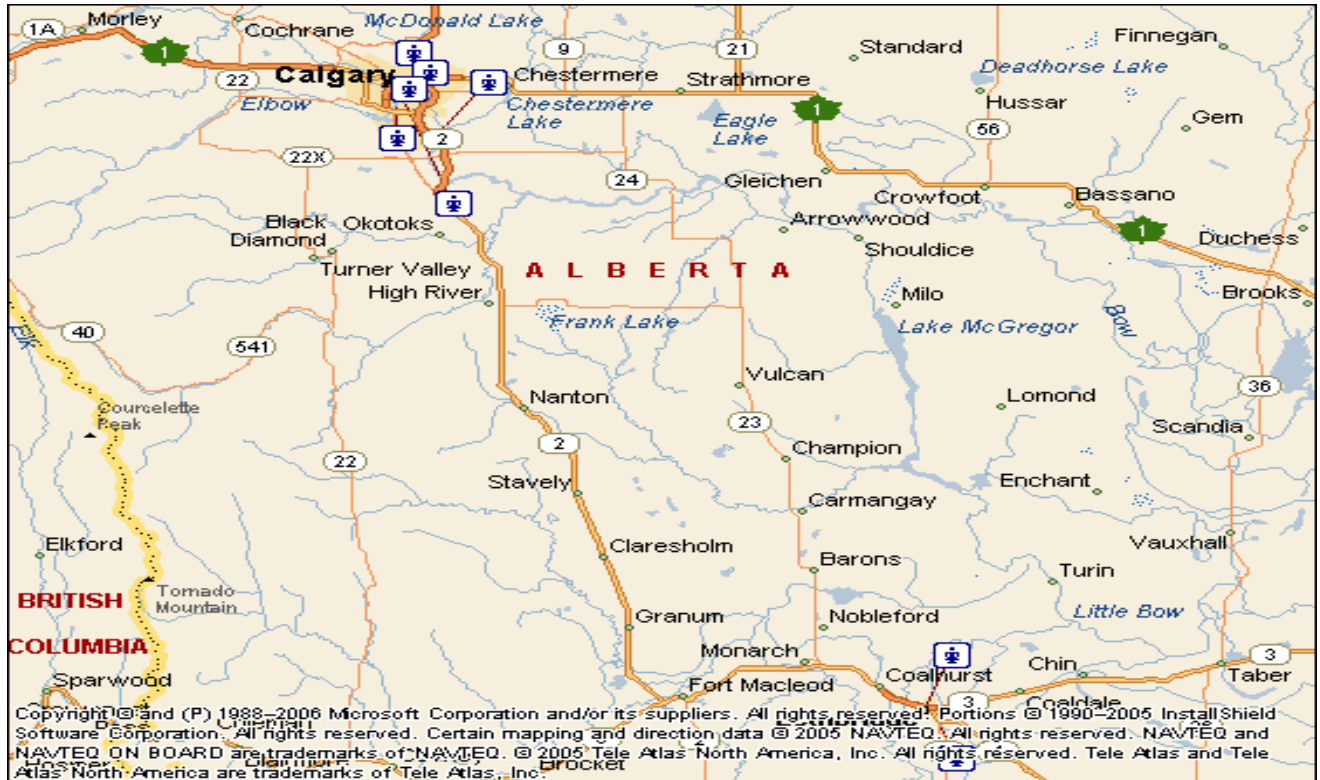 Morley
1A
Cochrane
McDonald Lake
9
21
Standard
Finnegan
1
22
Calgary
Chestermere
Strathmore
Deadhorse Lake
Elbow
Chestermere
Lake
Eagle
Lake
1
Hussar
56
Gem
2
22X
24
Gleichen
Crowfoot
Bassano
Black
Diamond
Okotoks
Arrowwood
Shouldice
1
Duchess
Turner Valley
ALBERTA
High River
Milo
Brooks
Elk
40
541
Frank Lake
Lake McGregor
Bow
Vulcan
36
Courcelette
Peak
Nanton
23
Lomond
Scandia
2
Champion
22
Stavely
Enchant
Carmangay
Elkford
Claresholm
Vauxhall
Barons
Turin
BRITISH
COLUMBIA
Tornado
Mountain
Granum
Nobleford
Little Bow
Monarch
Sparwood
Fort Macleod
Coalhurst
Chin
3
Taber
3
Coaldale
Copyright © and (P) 1988–2006 Microsoft Corporation and/or its suppliers. All rights reserved. Portions © 1990–2005 InstallShield
Software Corporation. All rights reserved. Certain mapping and direction data © 2005 NAVTEQ. All rights reserved. NAVTEQ and
NAVTEQ ON BOARD are trademarks of NAVTEQ. © 2005 Tele Atlas North America, Inc. All rights reserved. Tele Atlas and Tele
Atlas North America are trademarks of Tele Atlas, Inc.
Brocket